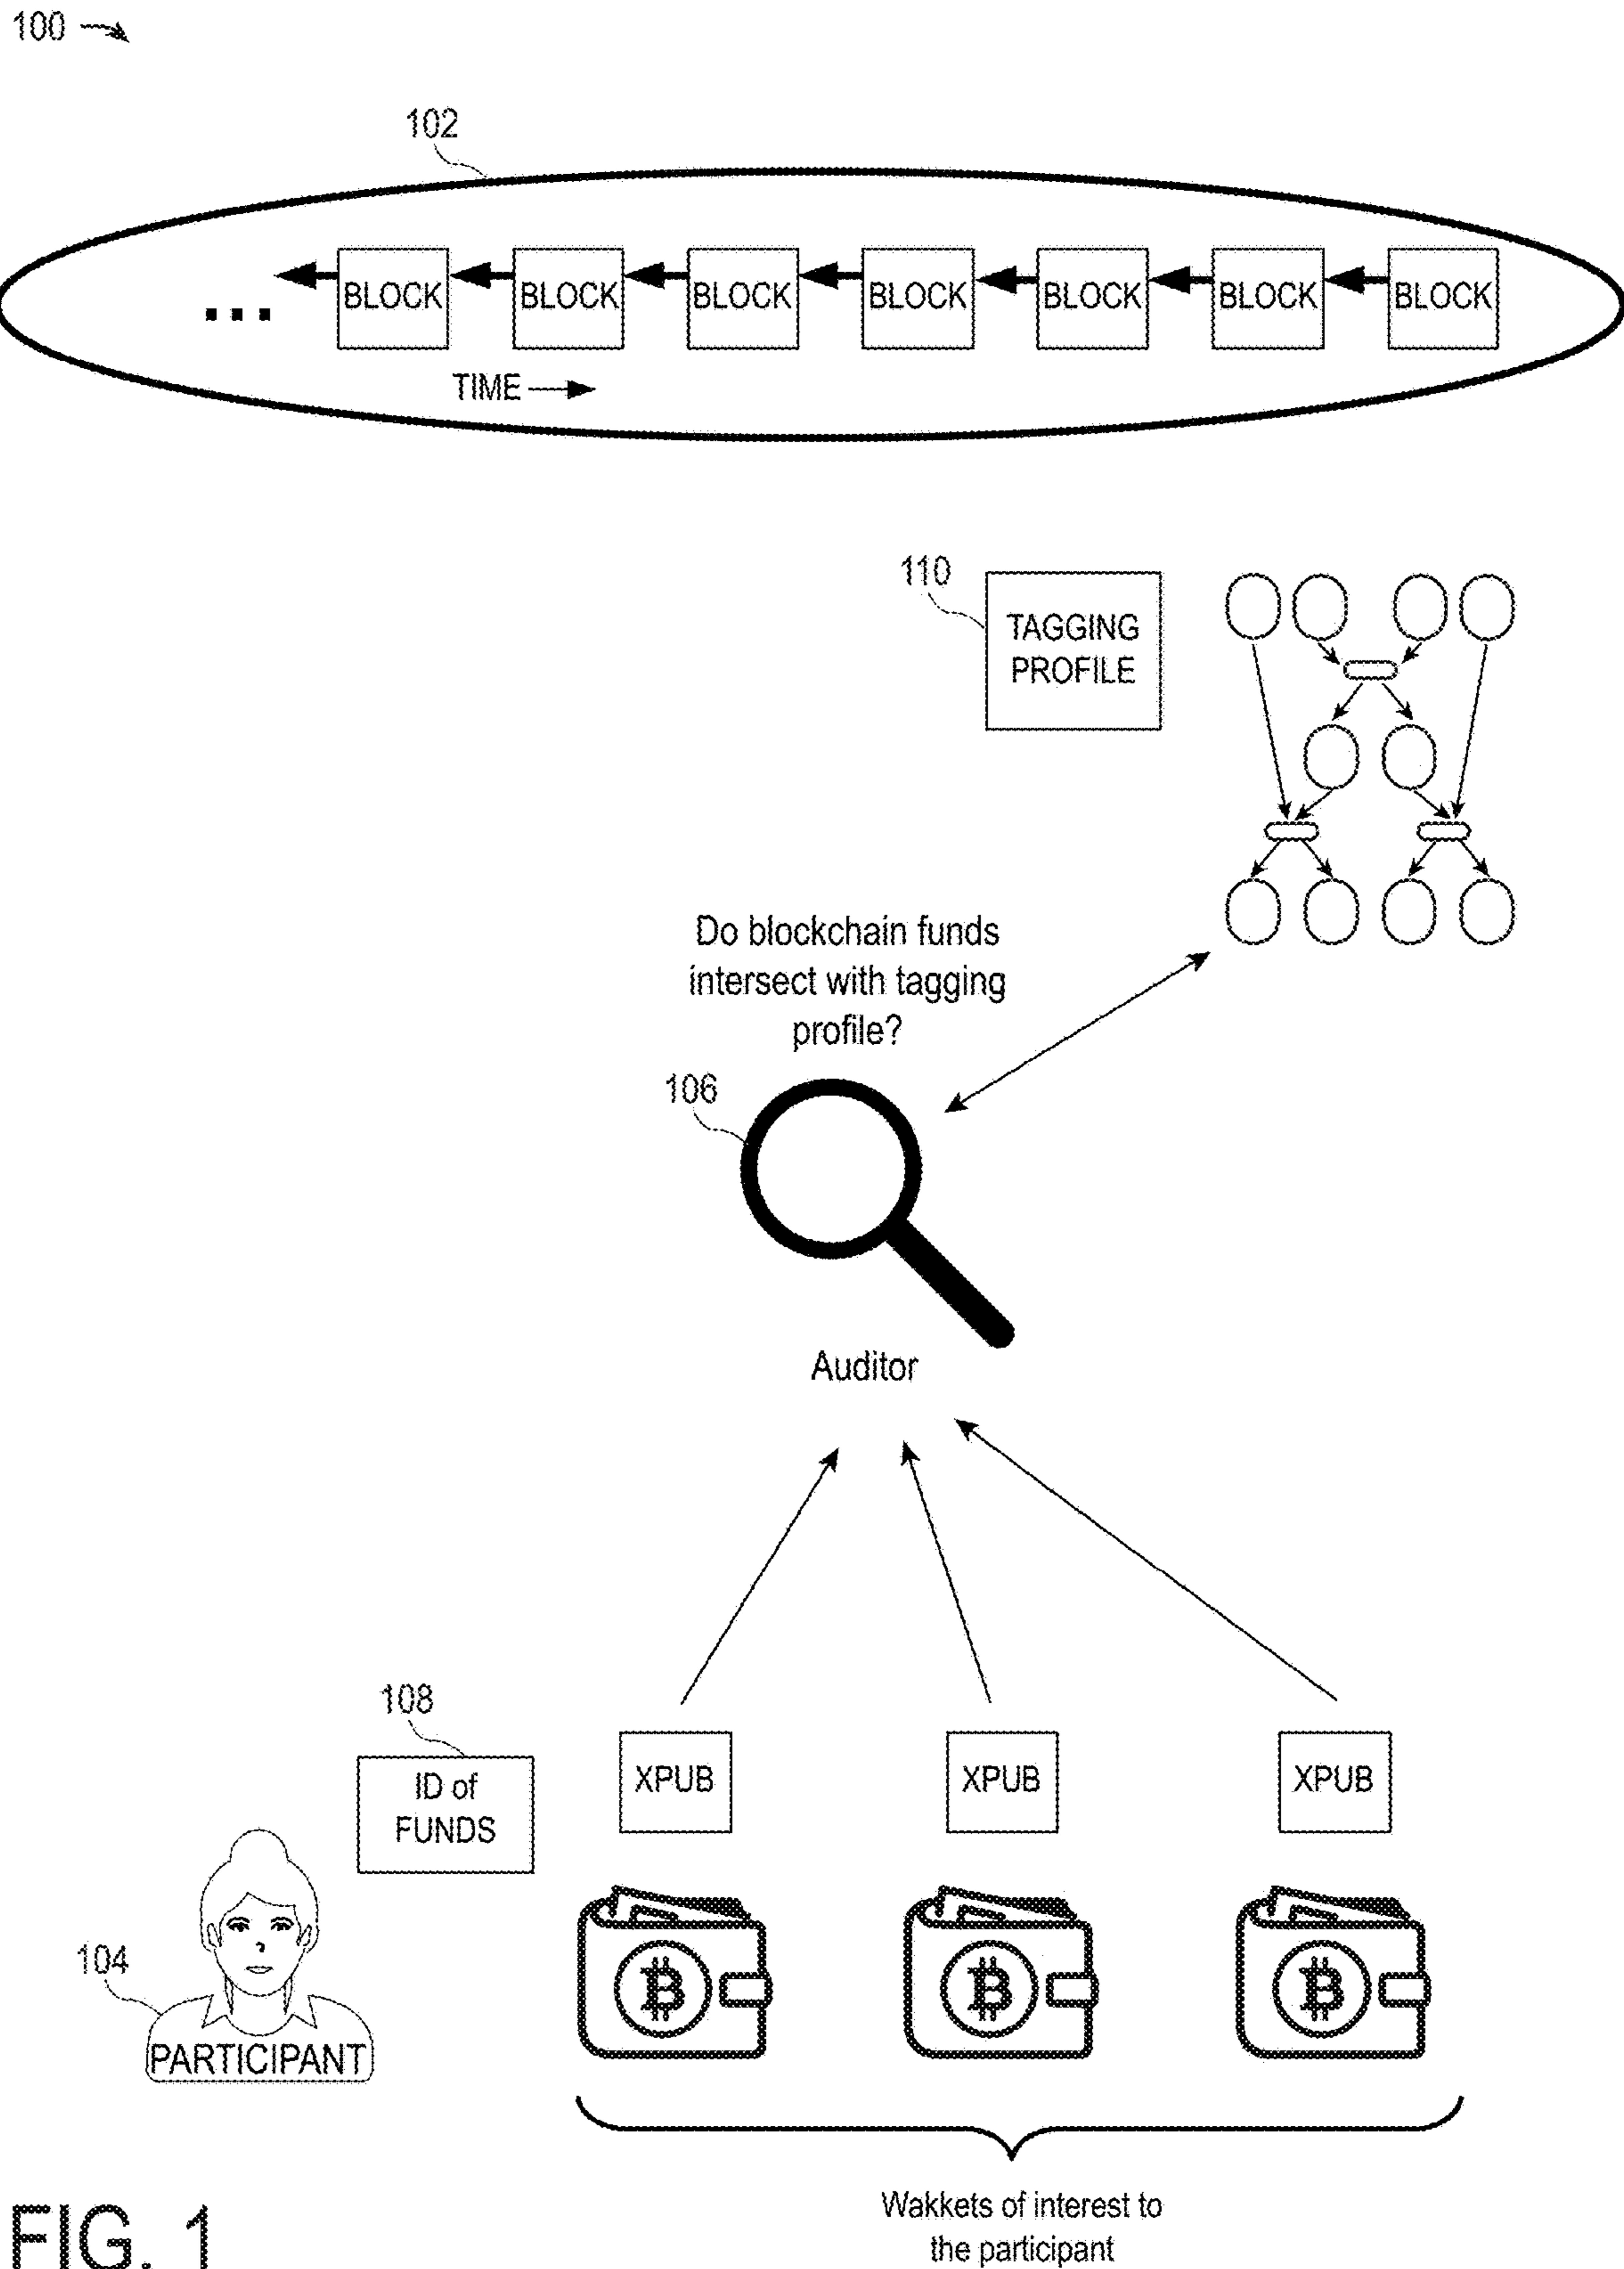 100
102
BLOCK BLOCK BLOCK BLOCK BLOCK BLOCK BLOCK
...
TIME
110
TAGGING
PROFILE
Do blockchain funds
intersect with tagging
profile?
106
Auditor
108
ID of
FUNDS
XPUB XPUB XPUB
104
PARTICIPANT
Wakkets of interest to
the participant
FIG. 1